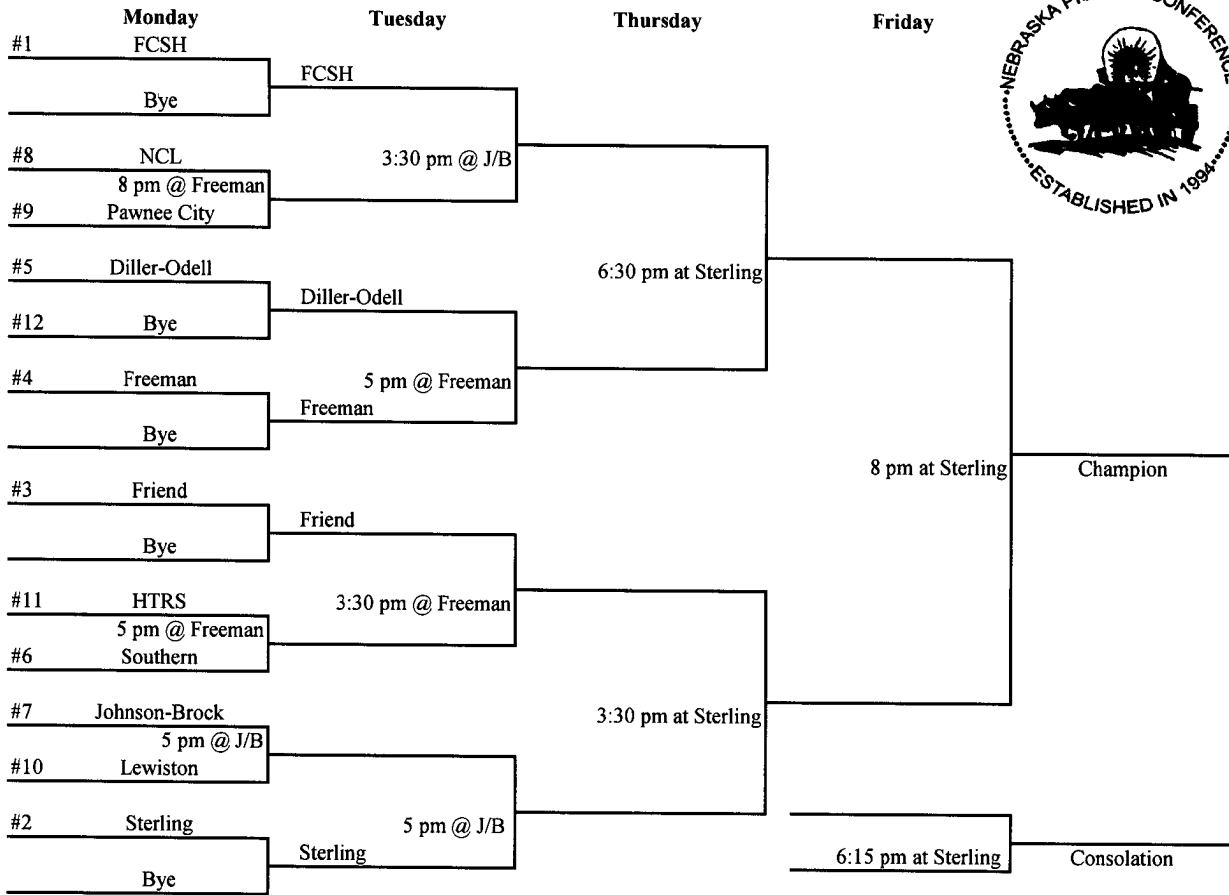 Monday
Tuesday
Thursday
Friday
#1 FCSH
Bye
FCSH
#8 NCL
8 pm @ Freeman
#9 Pawnee City
3:30 pm @ J/B
#5 Diller-Odell
#12 Bye
Diller-Odell
#4 Freeman
Bye
Freeman
5 pm @ Freeman
6:30 pm at Sterling
#3 Friend
Bye
Friend
#11 HTRS
5 pm @ Freeman
#6 Southern
3:30 pm @ Freeman
#7 Johnson-Brock
5 pm @ J/B
#10 Lewiston
#2 Sterling
Bye
Sterling
5 pm @ J/B
3:30 pm at Sterling
8 pm at Sterling
Champion
6:15 pm at Sterling
Consolation
NEBRASKA
CONFERENCE
ESTABLISHED IN 1994